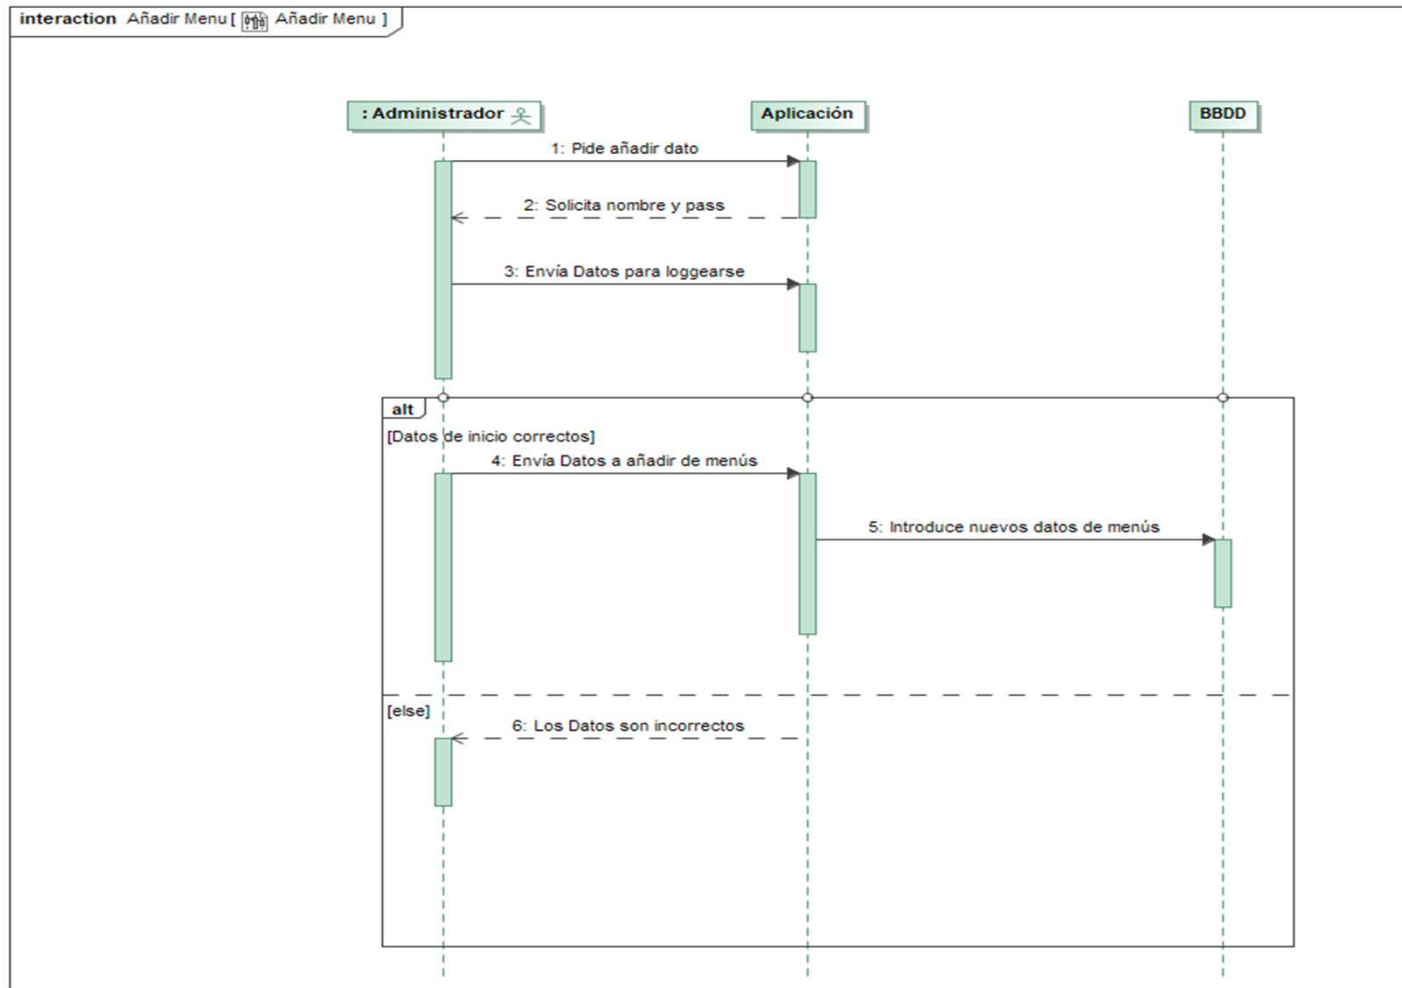 interaction Añadir Menu [ Añadir Menu ]
: Administrador
Aplicación
BBDD
1: Pide añadir dato
2: Solicita nombre y pass
3: Envía Datos para loggearse
alt
[Datos de inicio correctos]
4: Envía Datos a añadir de menús
5: Introduce nuevos datos de menús
[else]
6: Los Datos son incorrectos